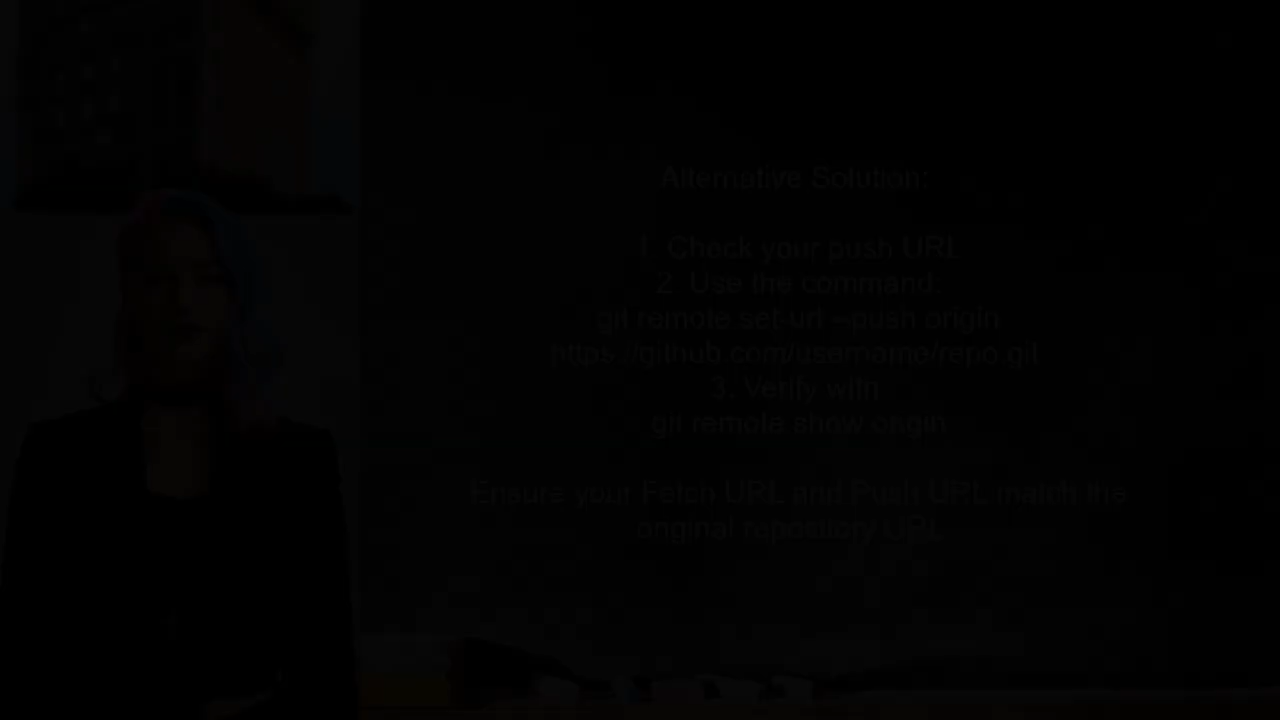 Alternative Solution:
1. Check your push URL
2. Use the command:
git remote set-url --push origin
https://github.com/username/repo.git
3. Verify with
git remote show origin
Ensure your Fetch URL and Push URL match the
original repository URL